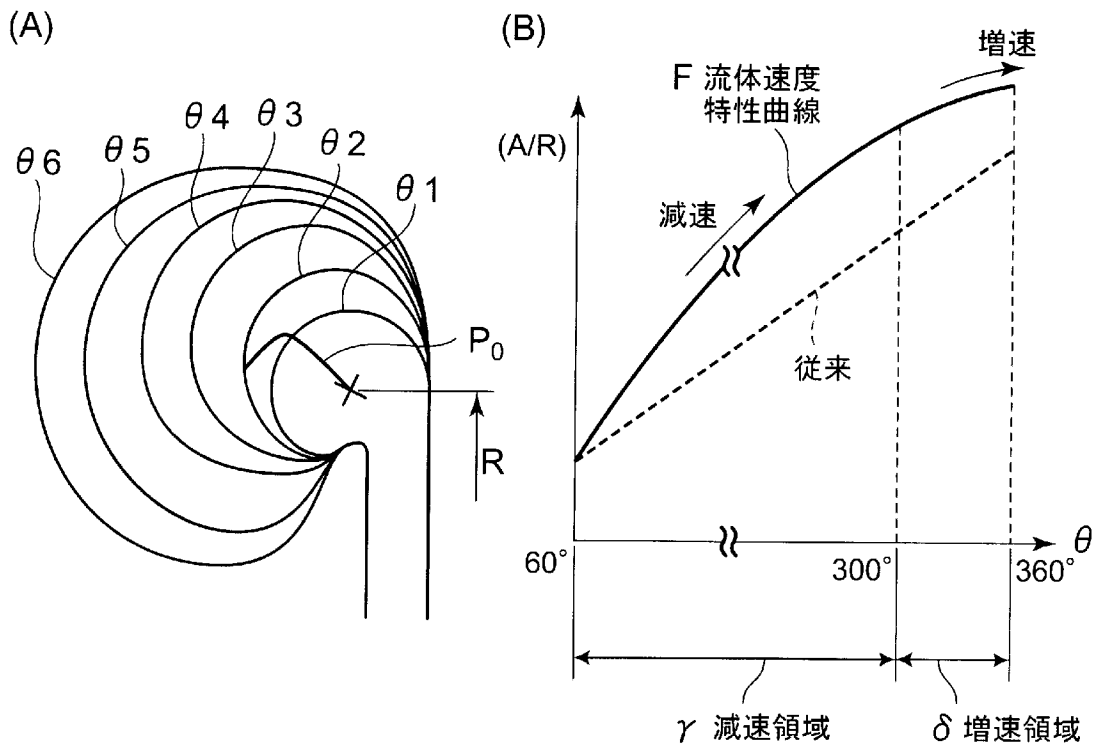 (A)
θ6
θ5
θ4
θ3
θ2
θ1
P0
R
(B)
増速
F 流体速度
特性曲線
(A/R)
減速
従来
θ
60°
300°
360°
γ 減速領域
δ 増速領域